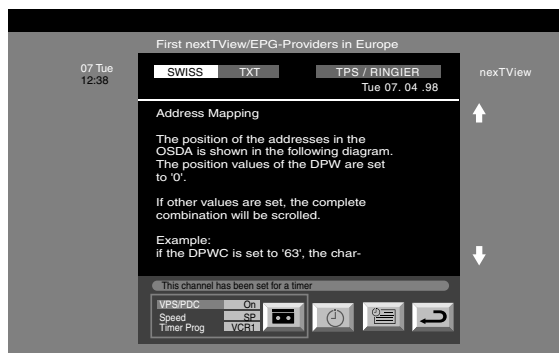 First nexTView/EPG-Providers in Europe
07 Tue
12:38
SWISS TXT TPS / RINGIER nexTView
Tue 07. 04 .98
Address Mapping
The position of the addresses in the
OSDA is shown in the following diagram.
The position values of the DPW are set
to '0'.
If other values are set, the complete
combination will be scrolled.
Example:
if the DPWC is set to '63', the char-
This channel has been set for a timer
VPS/PDC On
Speed SP
Timer Prog VCR1